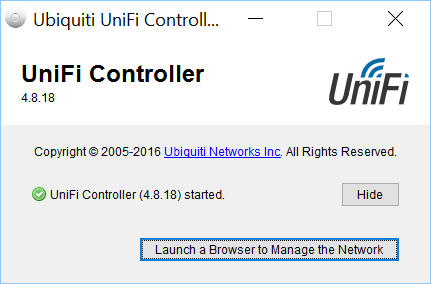 Ubiquiti UniFi Controll...
UniFi Controller
4.8.18
UniFi
Copyright © 2005-2016 Ubiquiti Networks Inc. All Rights Reserved.
UniFi Controller (4.8.18) started.
Hide
Launch a Browser to Manage the Network